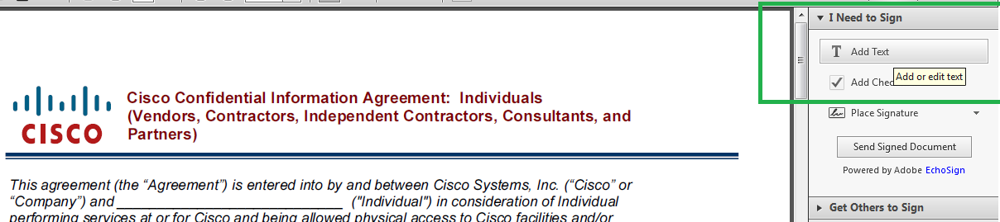 CISCO
Cisco Confidential Information Agreement:  Individuals
(Vendors, Contractors, Independent Contractors, Consultants, and
Partners)
This agreement (the “Agreement”) is entered into by and between Cisco Systems, Inc. (“Cisco” or
“Company”) and ____________________________ ("Individual") in consideration of Individual
performing services at or for Cisco and being allowed physical access to Cisco facilities and/or
I Need to Sign
T Add Text
Add or edit text
Add Chec
Place Signature
Send Signed Document
Powered by Adobe EchoSign
Get Others to Sign